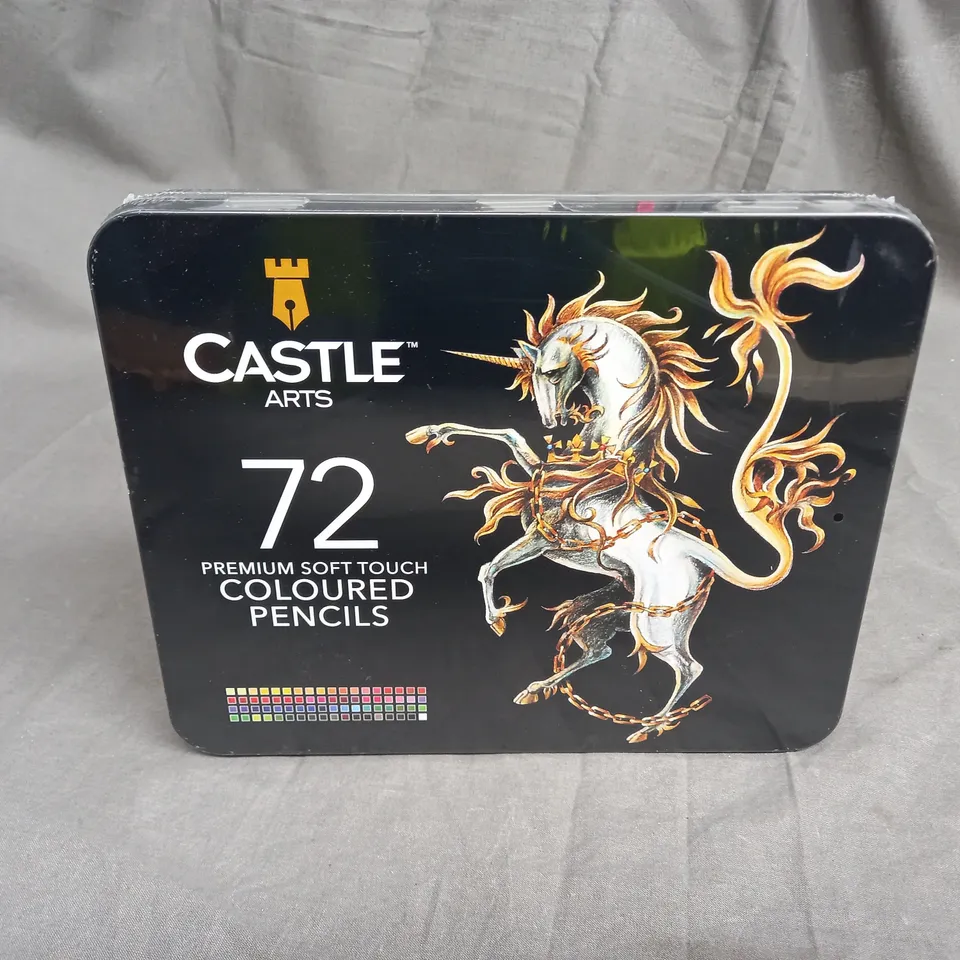 CASTLE™
ARTS
72
PREMIUM SOFT TOUCH
COLOURED
PENCILS